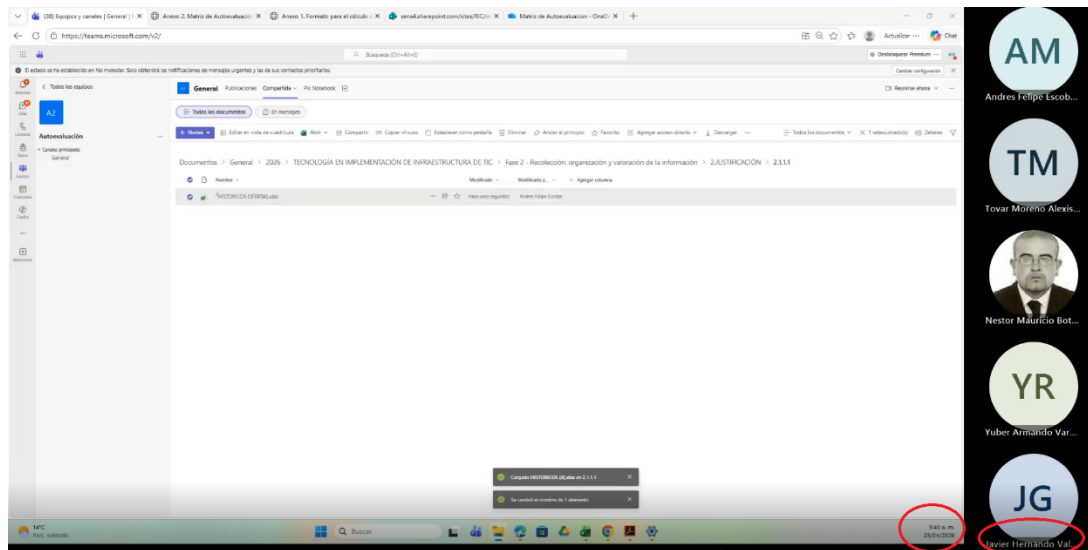 (38) Equipos y canales | General | 
Anexo 2. Matriz de Autoevaluació
Anexo 1. Formato para el cálculo
Matriz de Autoevaluacion - OneD
https://teams.microsoft.com/v2/
Actualizar
Chat
Búsqueda (Ctrl+Alt+E)
Desbloquear Premium
El estado se ha establecido en No molestar. Solo obtendrá las notificaciones de mensajes urgentes y las de sus contactos prioritarios.
Cambiar configuración
Todos los equipos
General Publicaciones Compartido Pic Notebook
Reunirse ahora
A2
Todos los documentos
En mensajes
Autoevaluación
Canales principales
General
Nuevo
Editar en vista de cuadrícula
Abrir
Compartir
Copiar vínculo
Establecer como pestaña
Eliminar
Anclar al principio
Favorito
Agregar acceso directo
Descargar
Todos los documentos
1 seleccionado(s)
Detalles
Documentos > General > 2026 > TECNOLOGÍA EN IMPLEMENTACIÓN DE INFRAESTRUCTURA DE TIC > Fase 2 - Recolección, organización y valoración de la información > 2.JUSTIFICACIÓN > 2.1.1.1
Nombre
Modificado
Modificado p...
Agregar columna
HISTORICOS OFERTAS.xlsx
Hace unos segundos
Andres Felipe Escobar
Cargado HISTORICOS (8).xlsx en 2.1.1.1
Se cambió el nombre de 1 elemento
14°C
Parc. soleado
Buscar
9:40 a. m.
23/04/2026
AM
Andres Felipe Escob...
TM
Tovar Moreno Alexis...
Nestor Mauricio Bot...
YR
Yuber Armando Var...
JG
Javier Hernando Val...